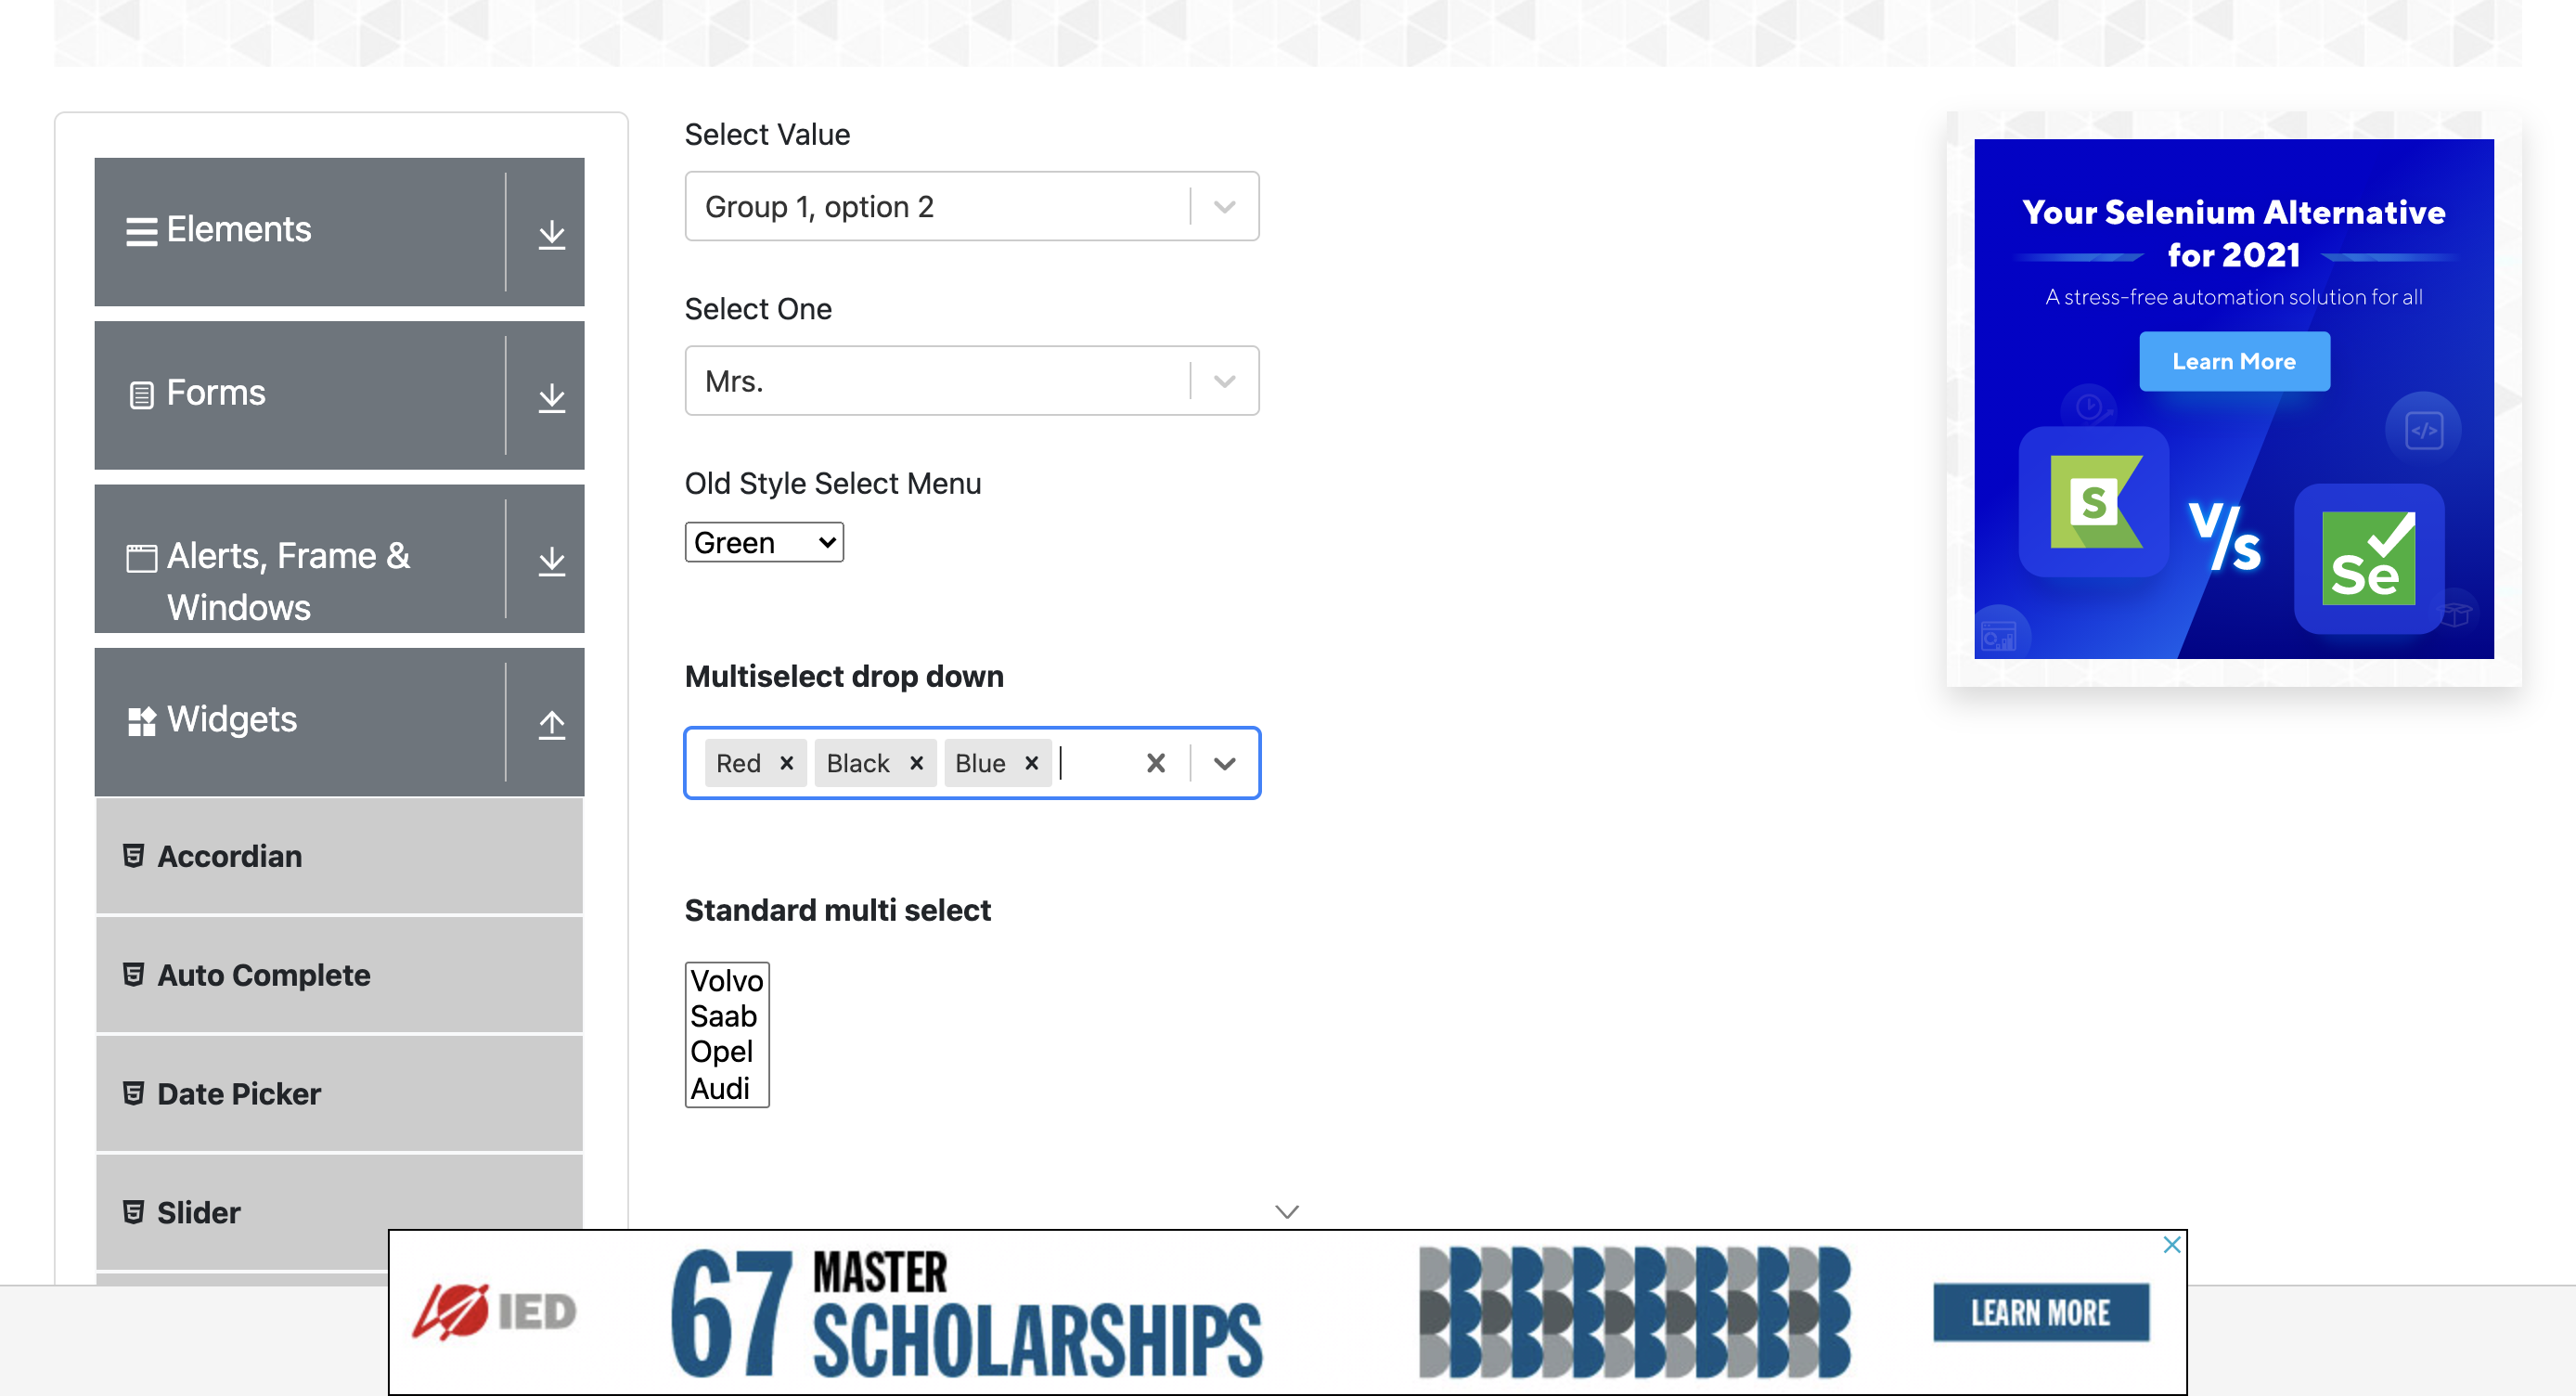 Elements
Forms
Alerts, Frame &
Windows
Widgets
Accordian
Auto Complete
Date Picker
Slider
Select Value
Group 1, option 2
Select One
Mrs.
Old Style Select Menu
Green
Multiselect drop down
Red Black Blue
Standard multi select
Volvo
Saab
Opel
Audi
Your Selenium Alternative
for 2021
A stress-free automation solution for all
Learn More
</>
S
V/s
Se
IED
67 MASTER
SCHOLARSHIPS
LEARN MORE